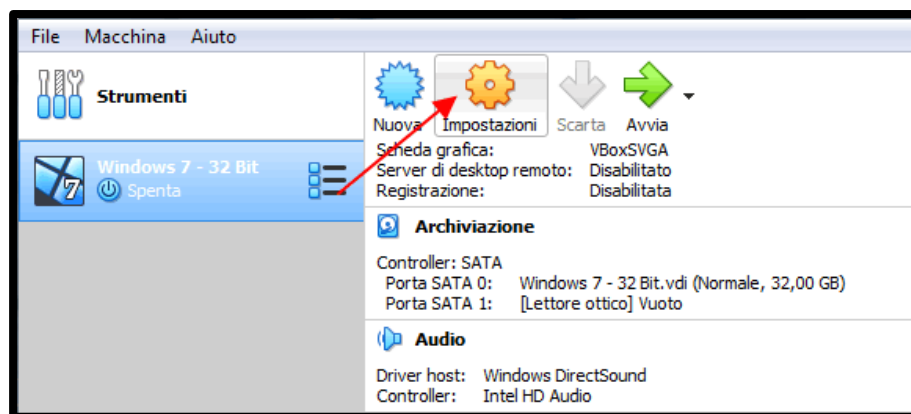 File Macchina Aiuto
Strumenti
Nuova Impostazioni Scarta Avvia
Windows 7 - 32 Bit
Spenta
7
Scheda grafica: VBoxSVGA
Server di desktop remoto: Disabilitato
Registrazione: Disabilitata
Archiviazione
Controller: SATA
Porta SATA 0: Windows 7 - 32 Bit.vdi (Normale, 32,00 GB)
Porta SATA 1: [Lettore ottico] Vuoto
Audio
Driver host: Windows DirectSound
Controller: Intel HD Audio